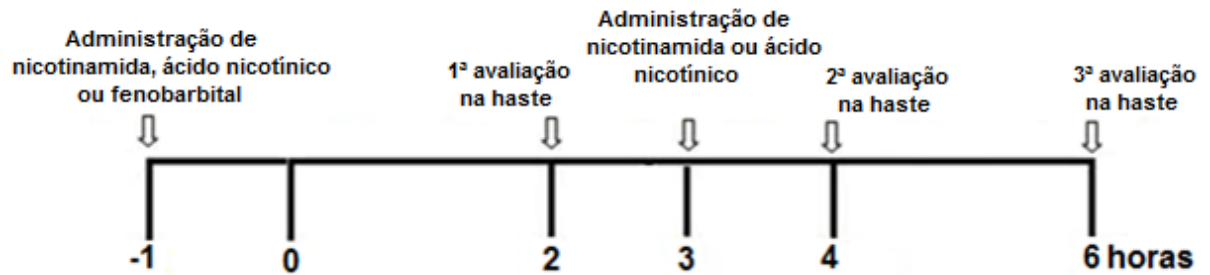 Administração de
nicotinamida, ácido nicotínico
ou fenobarbital
1ª avaliação
na haste
Administração de
nicotinamida ou ácido
nicotínico
2ª avaliação
na haste
3ª avaliação
na haste
-1 0 2 3 4 6 horas